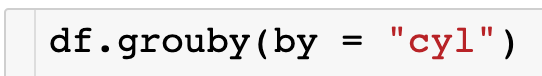 df.grouby(by = "cyl")